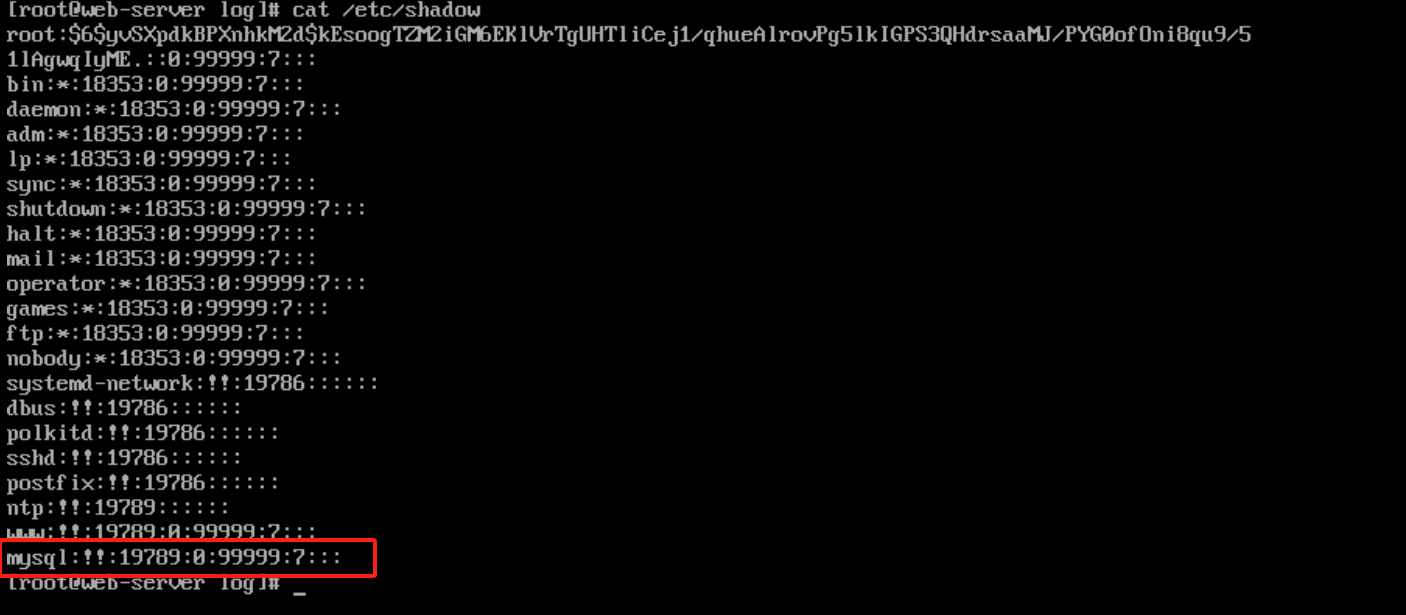 [root@web-server log]# cat /etc/shadow
root:$6$yvSXpdkBPXnhkM2d$kEsoogTZM2iGM6EKlVrTgUHTliCej1/qhueAlrovPg5lkIGPS3QHdrsaaMJ/PYG0ofOni8qu9/5
1lAgwqIyME.::0:99999:7:::
bin:*:18353:0:99999:7:::
daemon:*:18353:0:99999:7:::
adm:*:18353:0:99999:7:::
lp:*:18353:0:99999:7:::
sync:*:18353:0:99999:7:::
shutdown:*:18353:0:99999:7:::
halt:*:18353:0:99999:7:::
mail:*:18353:0:99999:7:::
operator:*:18353:0:99999:7:::
games:*:18353:0:99999:7:::
ftp:*:18353:0:99999:7:::
nobody:*:18353:0:99999:7:::
systemd-network:!!:19786::::::
dbus:!!:19786::::::
polkitd:!!:19786::::::
sshd:!!:19786::::::
postfix:!!:19786::::::
ntp:!!:19789::::::
www:!!:19789:0:99999:7:::
mysql:!!:19789:0:99999:7:::
[root@web-server log]# _